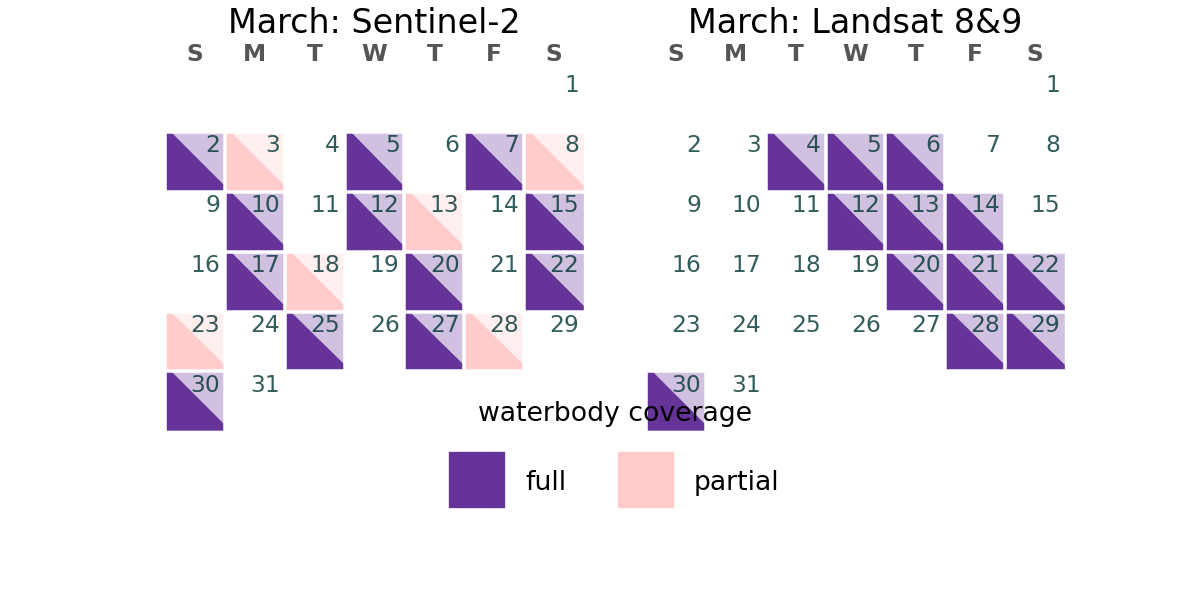 March: Sentinel-2
S M T W T F S
1
2 3 4 5 6 7 8
9 10 11 12 13 14 15
16 17 18 19 20 21 22
23 24 25 26 27 28 29
30 31
March: Landsat 8&9
S M T W T F S
1
2 3 4 5 6 7 8
9 10 11 12 13 14 15
16 17 18 19 20 21 22
23 24 25 26 27 28 29
30 31
waterbody coverage
full partial